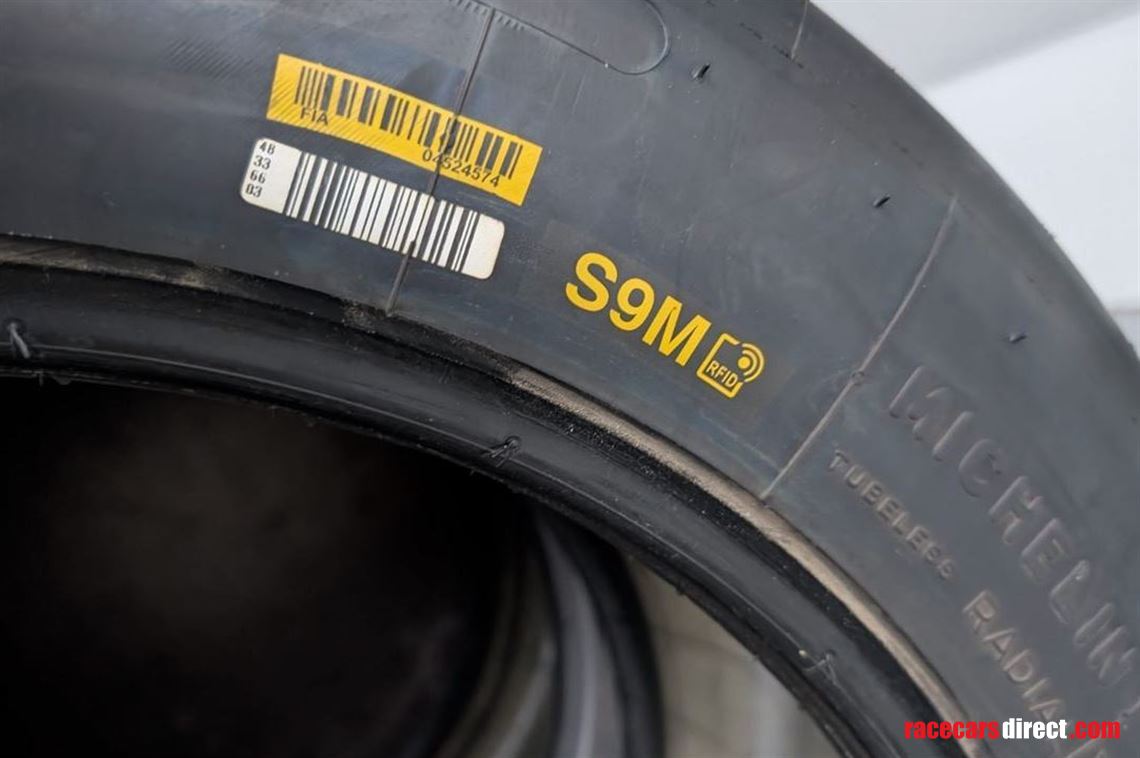 FIA
04524574
48
33
66
03
S9M
RFID
MICHELIN
TUBELESS
RADIAL
racecarsdirect.com